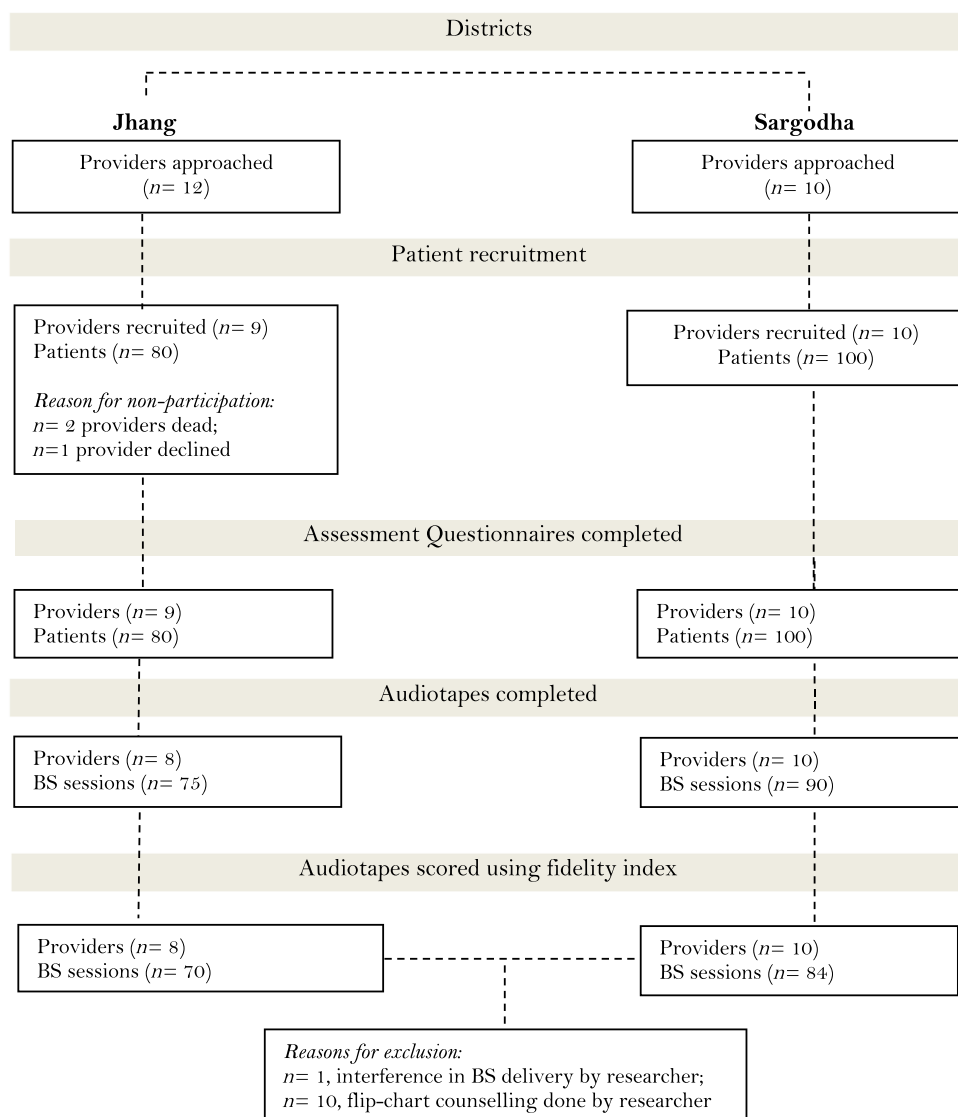 Districts
Jhang
Sargodha
Providers approached
(n= 12)
Providers approached
(n= 10)
Patient recruitment
Providers recruited (n= 9)
Patients (n= 80)
Reason for non-participation:
n= 2 providers dead;
n=1 provider declined
Providers recruited (n= 10)
Patients (n= 100)
Assessment Questionnaires completed
Providers (n= 9)
Patients (n= 80)
Providers (n= 10)
Patients (n= 100)
Audiotapes completed
Providers (n= 8)
BS sessions (n= 75)
Providers (n= 10)
BS sessions (n= 90)
Audiotapes scored using fidelity index
Providers (n= 8)
BS sessions (n= 70)
Providers (n= 10)
BS sessions (n= 84)
Reasons for exclusion:
n= 1, interference in BS delivery by researcher;
n= 10, flip-chart counselling done by researcher